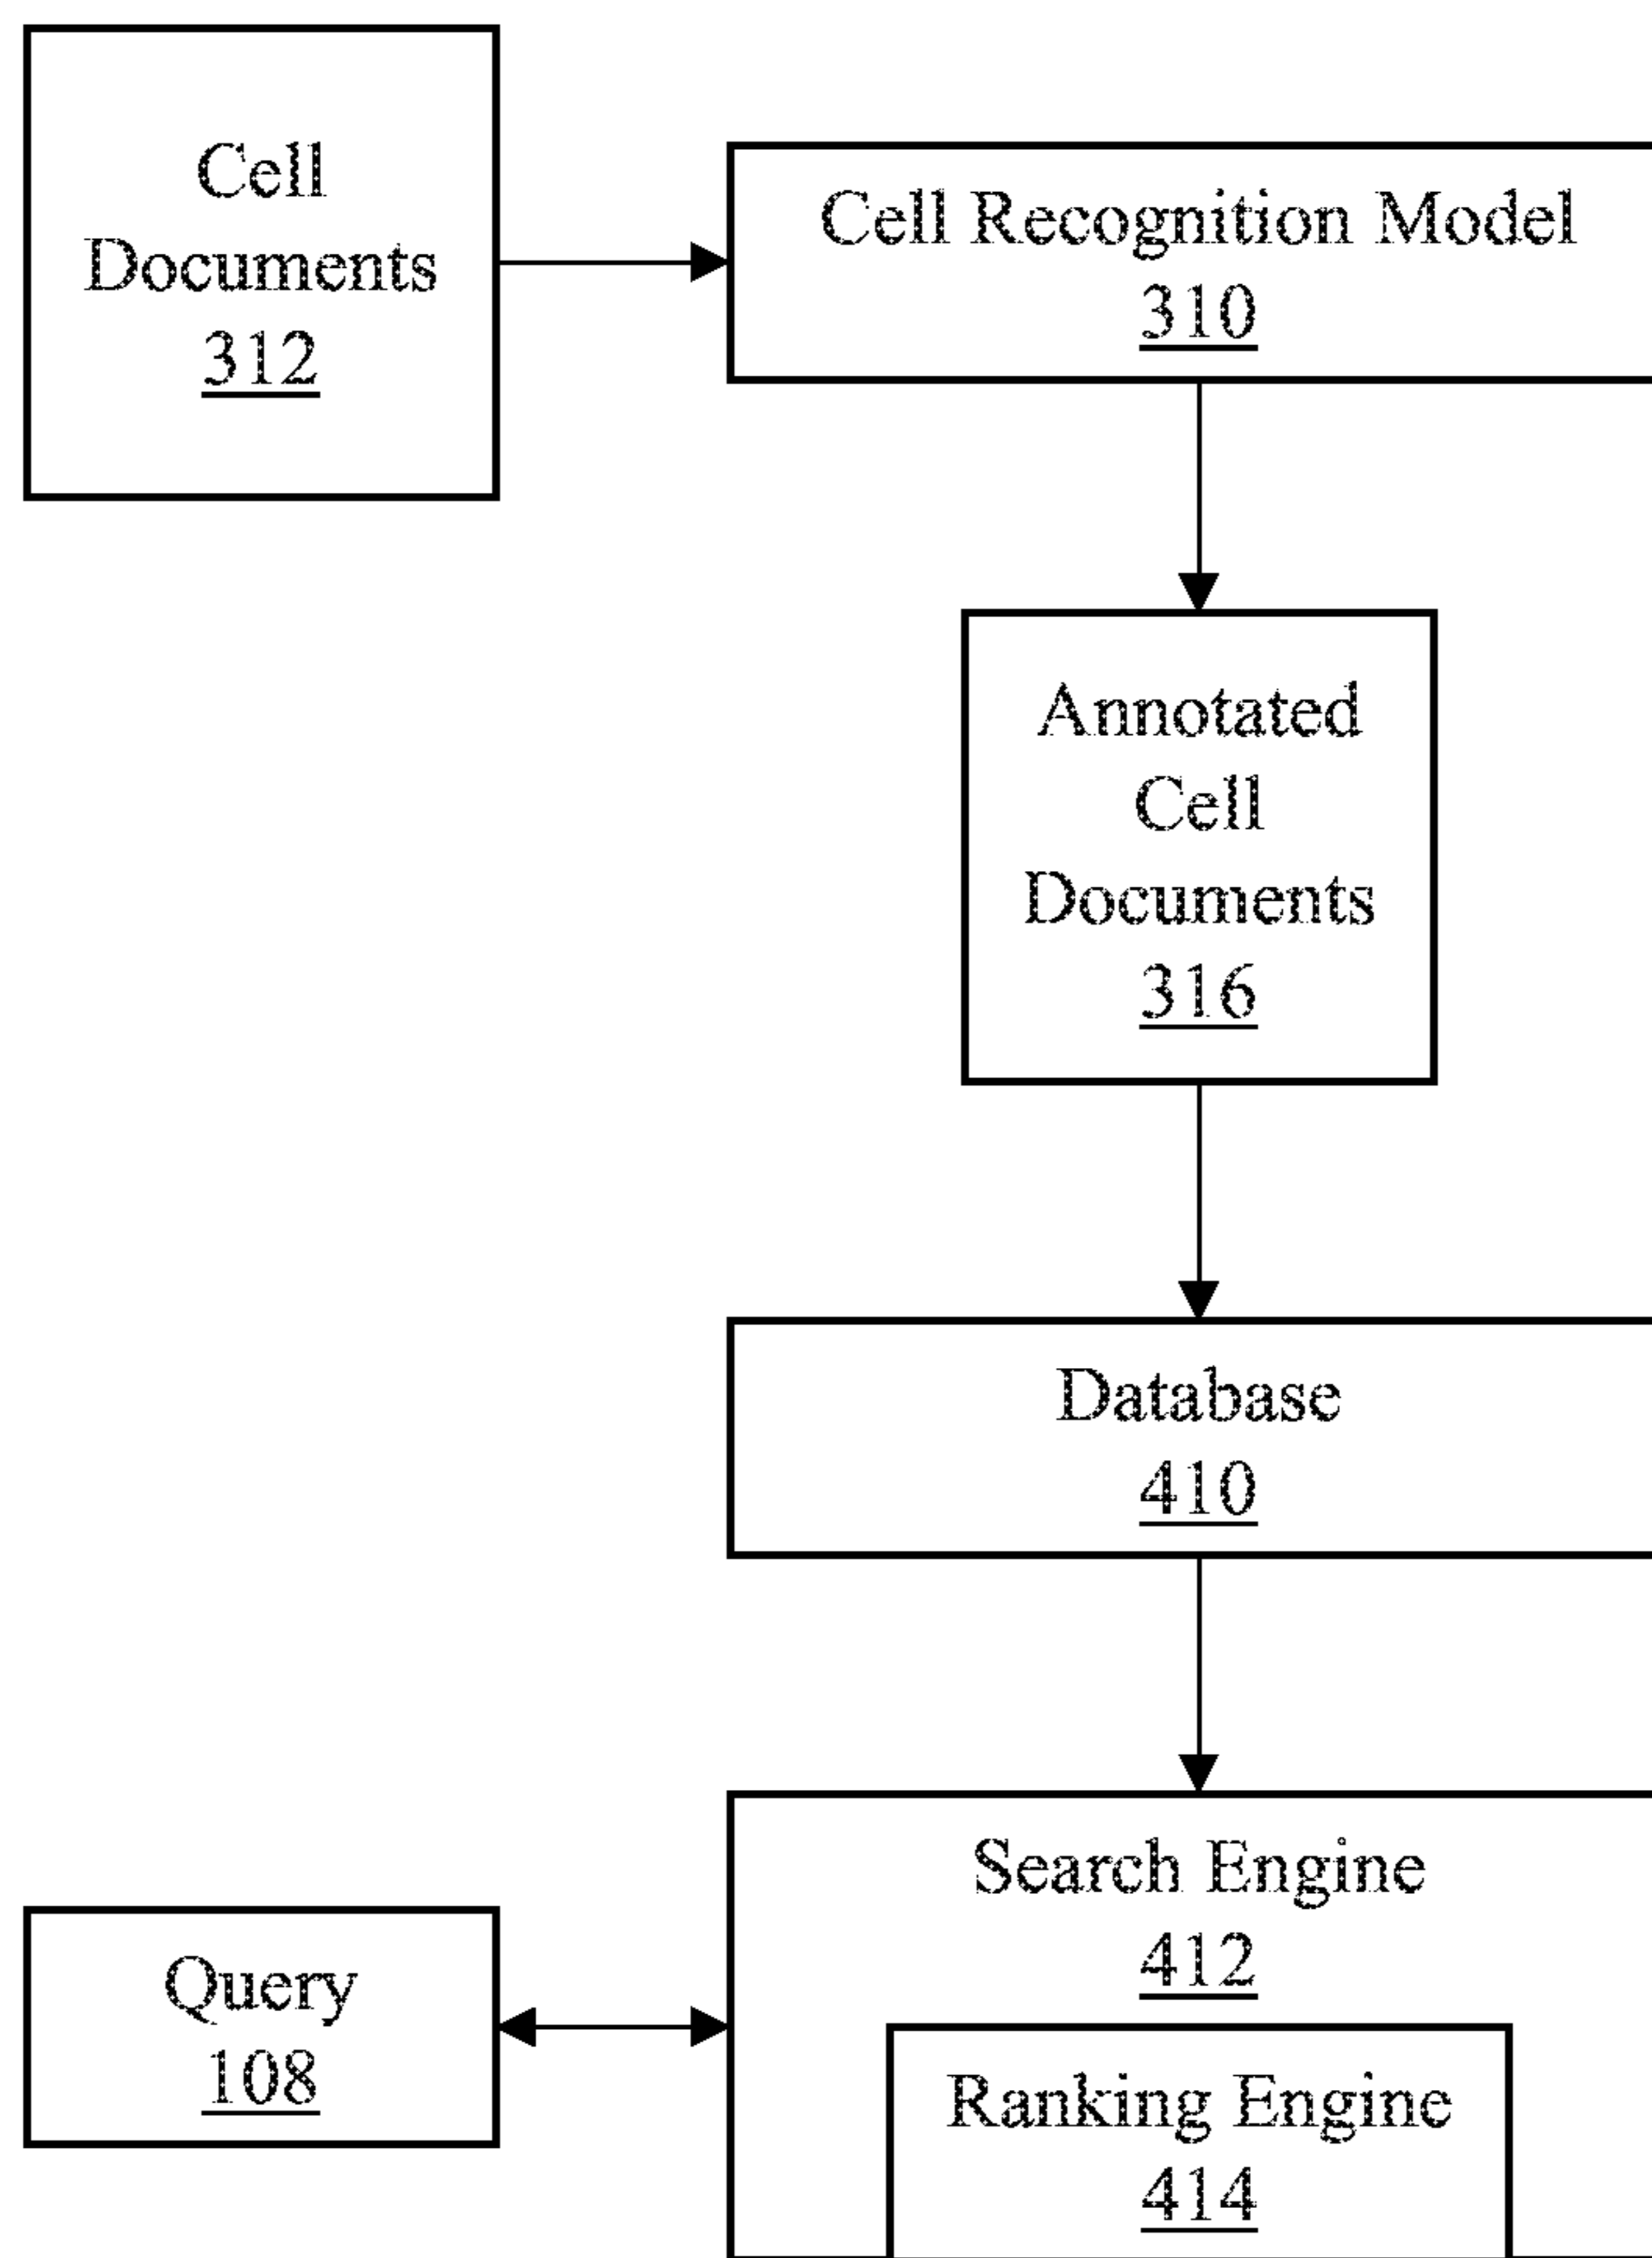 Cell
Documents
312
Cell Recognition Model
310
Annotated
Cell
Documents
316
Database
410
Search Engine
412
Query
108
Ranking Engine
414